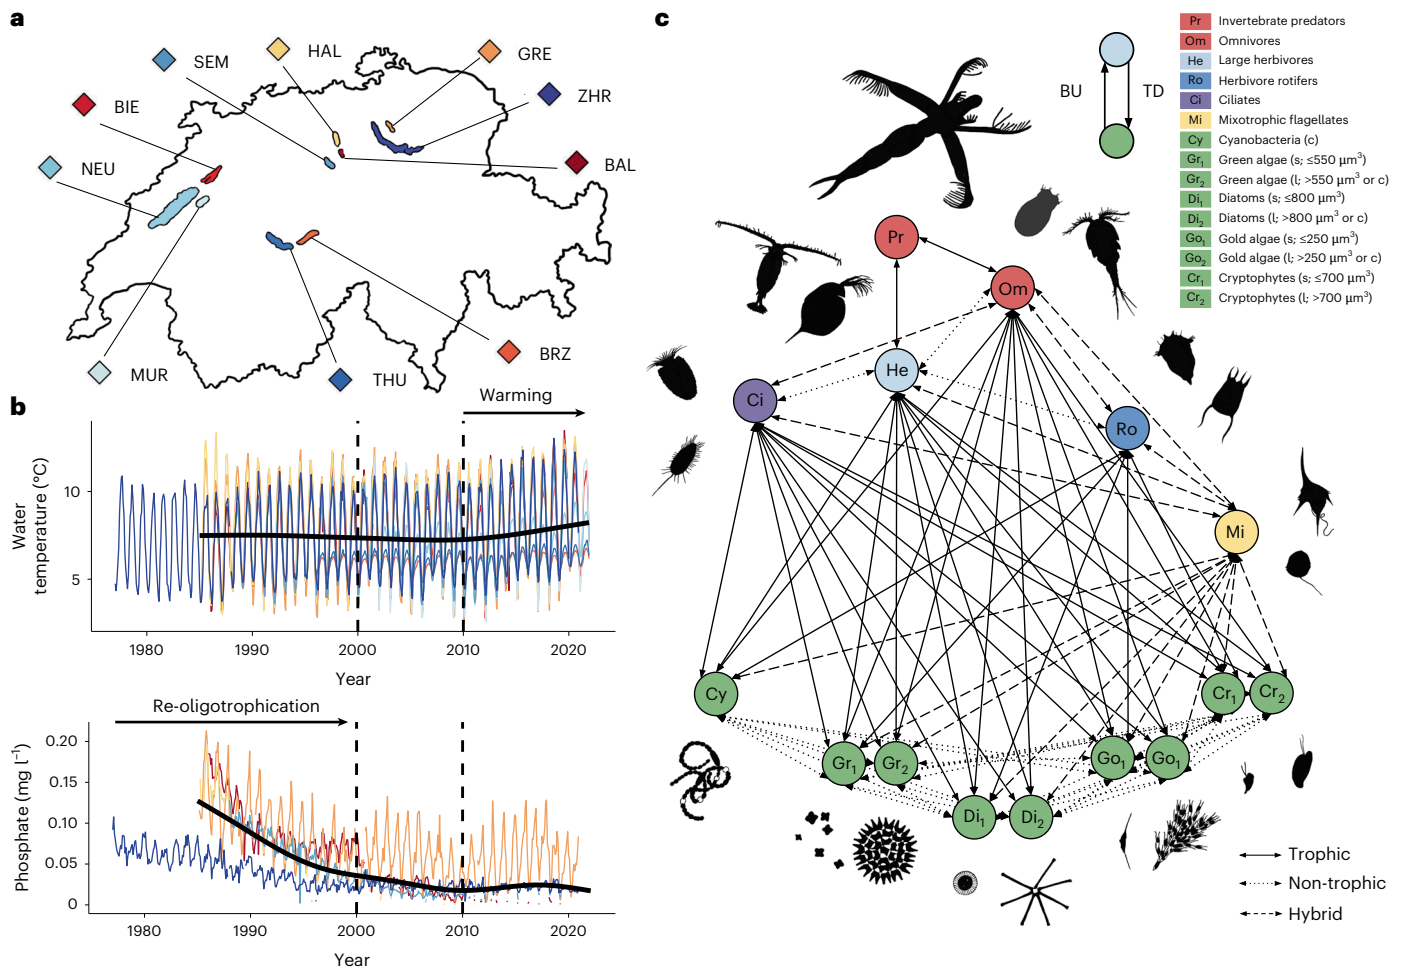 a
SEM
HAL
GRE
BIE
ZHR
NEU
BAL
MUR
THU
BRZ
b
Warming
Water
temperature (°C)
10
5
1980
1990
2000
2010
2020
Year
Re-oligotrophication
Phosphate (mg l⁻¹)
0.20
0.15
0.10
0.05
0
1980
1990
2000
2010
2020
Year
c
BU
TD
Pr Invertebrate predators
Om Omnivores
He Large herbivores
Ro Herbivore rotifers
Ci Ciliates
Mi Mixotrophic flagellates
Cy Cyanobacteria (c)
Gr₁ Green algae (s; ≤550 µm³)
Gr₂ Green algae (l; >550 µm³ or c)
Di₁ Diatoms (s; ≤800 µm³)
Di₂ Diatoms (l; >800 µm³ or c)
Go₁ Gold algae (s; ≤250 µm³)
Go₂ Gold algae (l; >250 µm³ or c)
Cr₁ Cryptophytes (s; ≤700 µm³)
Cr₂ Cryptophytes (l; >700 µm³)
Pr
Om
He
Ci
Ro
Mi
Cy
Cr₁
Cr₂
Gr₁
Gr₂
Go₁
Go₁
Di₁
Di₂
Trophic
Non-trophic
Hybrid